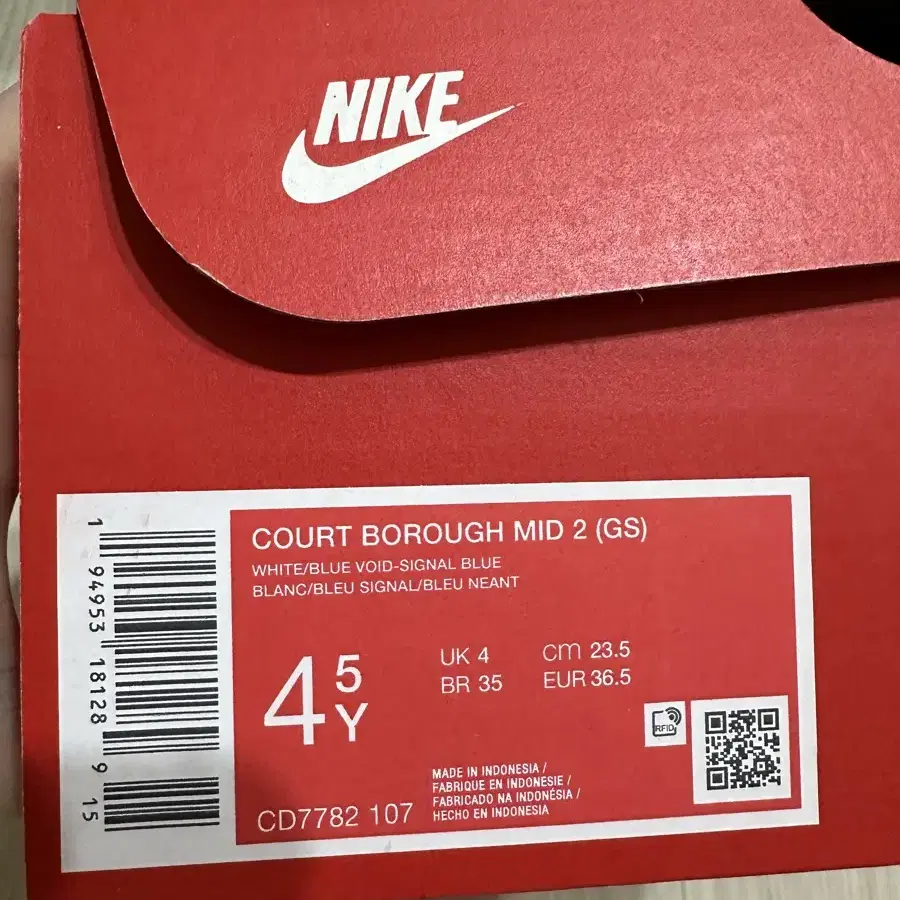 NIKE
COURT BOROUGH MID 2 (GS)
WHITE/BLUE VOID-SIGNAL BLUE
BLANC/BLEU SIGNAL/BLEU NEANT
4 5 Y
UK 4 cm 23.5
BR 35 EUR 36.5
RFID
MADE IN INDONESIA /
FABRIQUE EN INDONESIE /
FABRICADO NA INDONÉSIA /
HECHO EN INDONESIA
CD7782 107
1 94953 18128 9 15